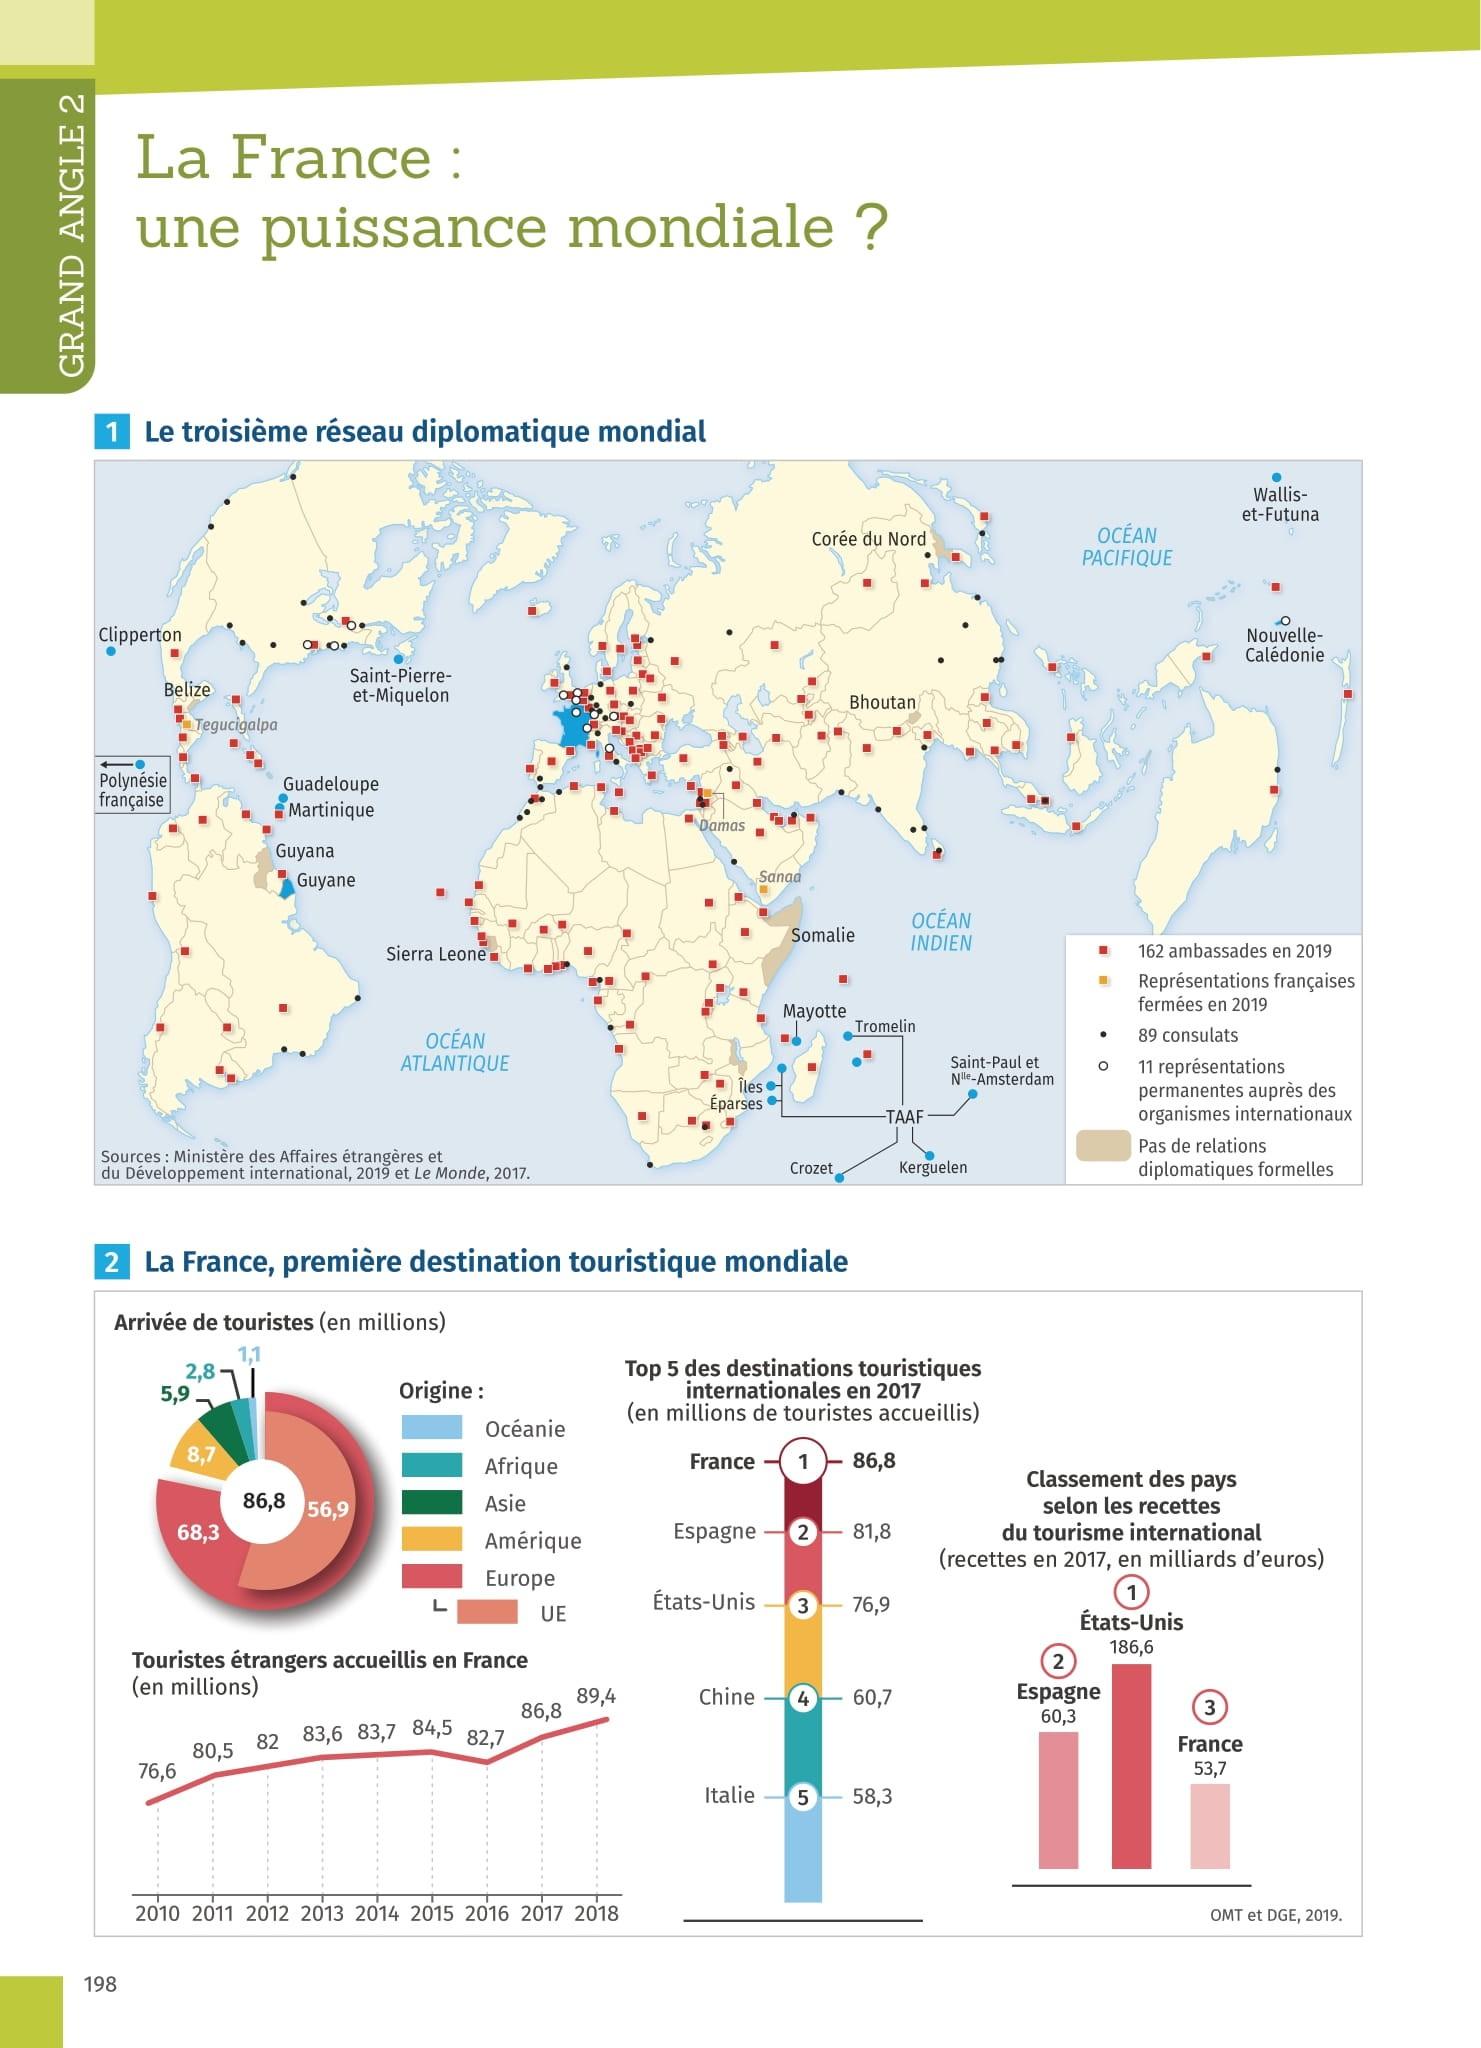 GRAND ANGLE 2
La France :
une puissance mondiale ?
1 Le troisième réseau diplomatique mondial
Wallis-
et-Futuna
OCÉAN
PACIFIQUE
Corée du Nord
Clipperton
Nouvelle-
Calédonie
Saint-Pierre-
et-Miquelon
Belize
Bhoutan
Tegucigalpa
Polynésie
française
Guadeloupe
Martinique
Damas
Guyana
Guyane
Sanaa
OCÉAN
INDIEN
Somalie
Sierra Leone
Mayotte
Tromelin
OCÉAN
ATLANTIQUE
Saint-Paul et
Nlle-Amsterdam
Îles
Éparses
TAAF
Crozet
Kerguelen
162 ambassades en 2019
Représentations françaises
fermées en 2019
89 consulats
11 représentations
permanentes auprès des
organismes internationaux
Pas de relations
diplomatiques formelles
Sources : Ministère des Affaires étrangères et
du Développement international, 2019 et Le Monde, 2017.
2 La France, première destination touristique mondiale
Arrivée de touristes (en millions)
1,1
2,8
5,9
8,7
86,8
56,9
68,3
Origine :
Océanie
Afrique
Asie
Amérique
Europe
UE
Touristes étrangers accueillis en France
(en millions)
76,6
80,5
82
83,6
83,7
84,5
82,7
86,8
89,4
2010 2011 2012 2013 2014 2015 2016 2017 2018
Top 5 des destinations touristiques
internationales en 2017
(en millions de touristes accueillis)
France 1 86,8
Espagne 2 81,8
États-Unis 3 76,9
Chine 4 60,7
Italie 5 58,3
Classement des pays
selon les recettes
du tourisme international
(recettes en 2017, en milliards d'euros)
1
États-Unis
186,6
2
Espagne
60,3
3
France
53,7
OMT et DGE, 2019.
198